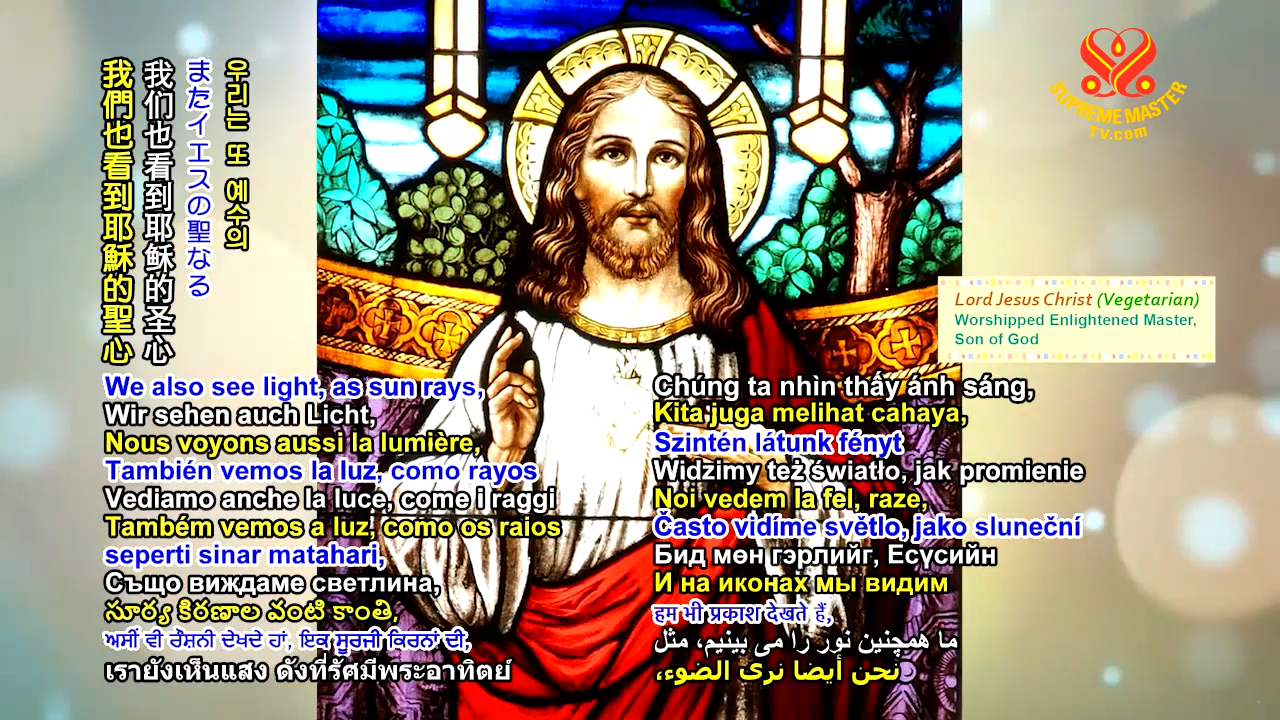 SUPREME MASTER
TV.com
우리는 또 예수의
またイエスの聖なる
我们也看到耶稣的圣心
我們也看到耶穌的聖心
Lord Jesus Christ (Vegetarian)
Worshipped Enlightened Master,
Son of God
We also see light, as sun rays,
Wir sehen auch Licht,
Nous voyons aussi la lumière,
También vemos la luz, como rayos
Vediamo anche la luce, come i raggi
Também vemos a luz, como os raios
seperti sinar matahari,
Също виждаме светлина,
సూర్య కిరణాల వంటి కాంతి,
ਅਸੀਂ ਵੀ ਰੋਸ਼ਨੀ ਦੇਖਦੇ ਹਾਂ, ਇਕ ਸੂਰਜੀ ਕਿਰਨਾਂ ਦੀ,
เรายังเห็นแสง ดังที่รัศมีพระอาทิตย์
Chúng ta nhìn thấy ánh sáng,
Kita juga melihat cahaya,
Szintén látunk fényt
Widzimy też światło, jak promienie
Noi vedem la fel, raze,
Často vidíme světlo, jako sluneční
Бид мөн гэрлийг, Есүсийн
И на иконах мы видим
हम भी प्रकाश देखते हैं,
ما همچنین نور را می بینیم، مثل
نحن أيضا نرى الضوء،